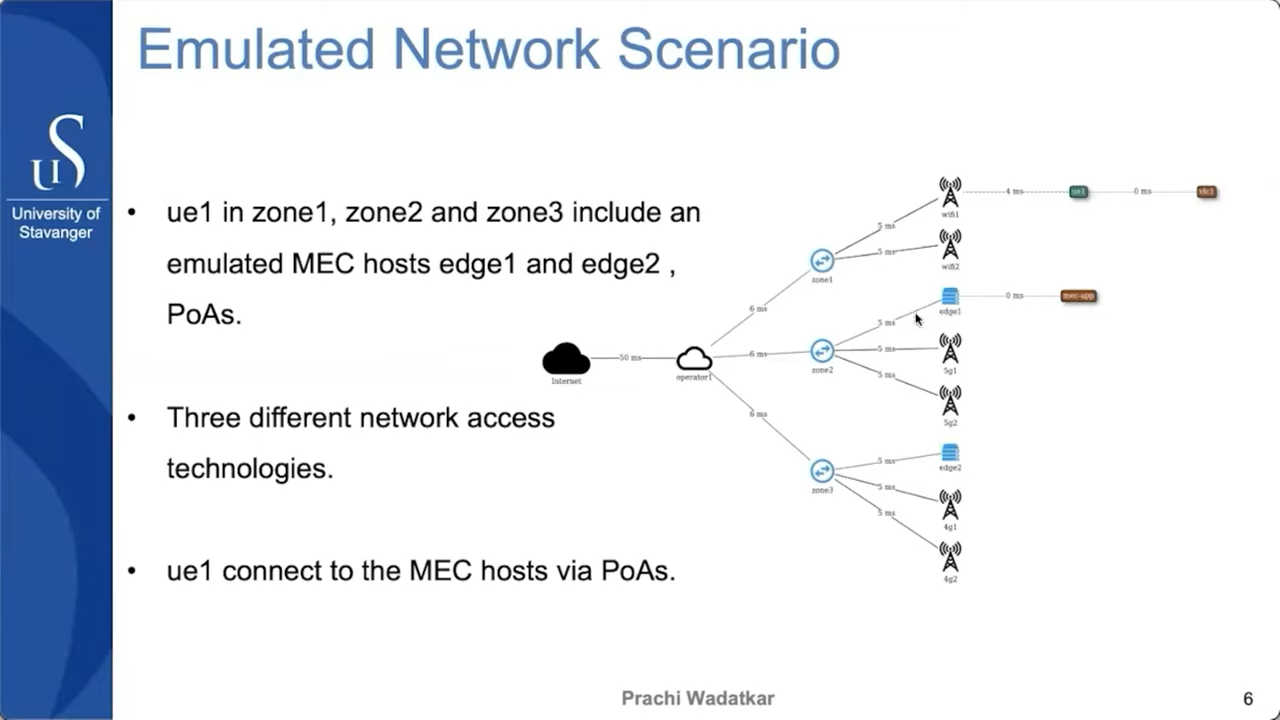 Emulated Network Scenario
uS
University of
Stavanger
• ue1 in zone1, zone2 and zone3 include an
emulated MEC hosts edge1 and edge2 ,
PoAs.
• Three different network access
technologies.
• ue1 connect to the MEC hosts via PoAs.
Internet
50 ms
operator1
6 ms
6 ms
6 ms
zone1
5 ms
5 ms
wifi1
4 ms
ue1
0 ms
vlc1
wifi2
zone2
5 ms
5 ms
5 ms
edge1
0 ms
mec-app
5g1
5g2
zone3
5 ms
5 ms
5 ms
edge2
4g1
4g2
Prachi Wadatkar
6